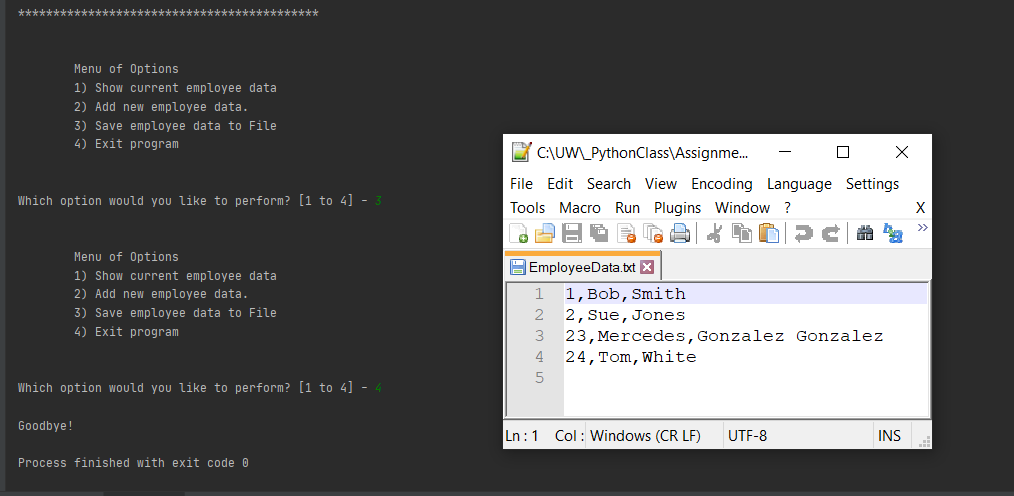 *******************************************
Menu of Options
1) Show current employee data
2) Add new employee data.
3) Save employee data to File
4) Exit program
Which option would you like to perform? [1 to 4] - 3
Menu of Options
1) Show current employee data
2) Add new employee data.
3) Save employee data to File
4) Exit program
Which option would you like to perform? [1 to 4] - 4
Goodbye!
Process finished with exit code 0
C:\UW\_PythonClass\Assignme...
File Edit Search View Encoding Language Settings
Tools Macro Run Plugins Window ? X
EmployeeData.txt
1 1,Bob,Smith
2 2,Sue,Jones
3 23,Mercedes,Gonzalez Gonzalez
4 24,Tom,White
5
Ln : 1 Col : Windows (CR LF) UTF-8 INS